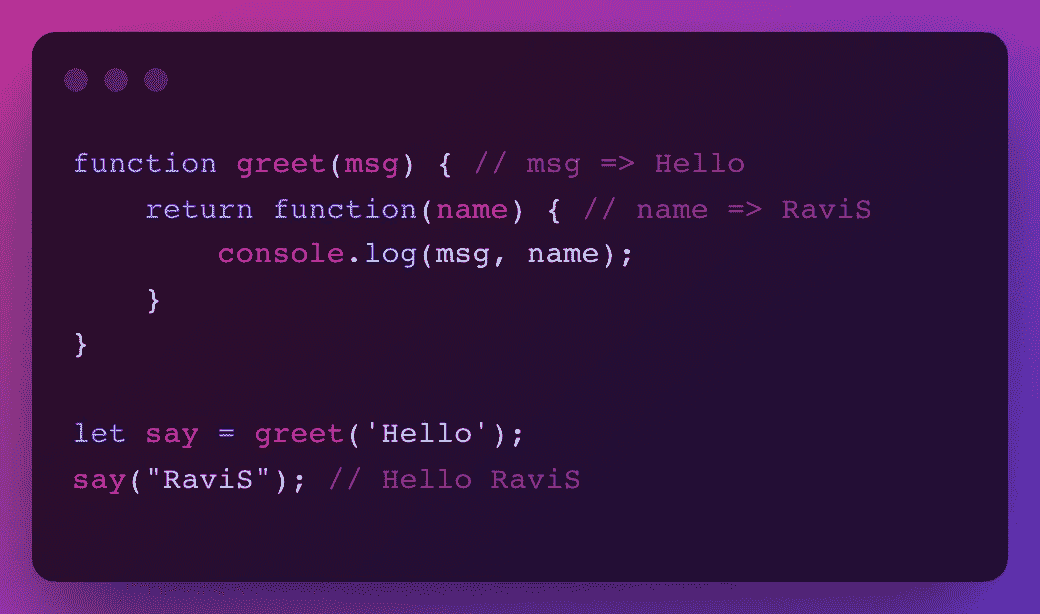 function greet(msg) { // msg => Hello
    return function(name) { // name => RaviS
        console.log(msg, name);
    }
}

let say = greet('Hello');
say("RaviS"); // Hello RaviS